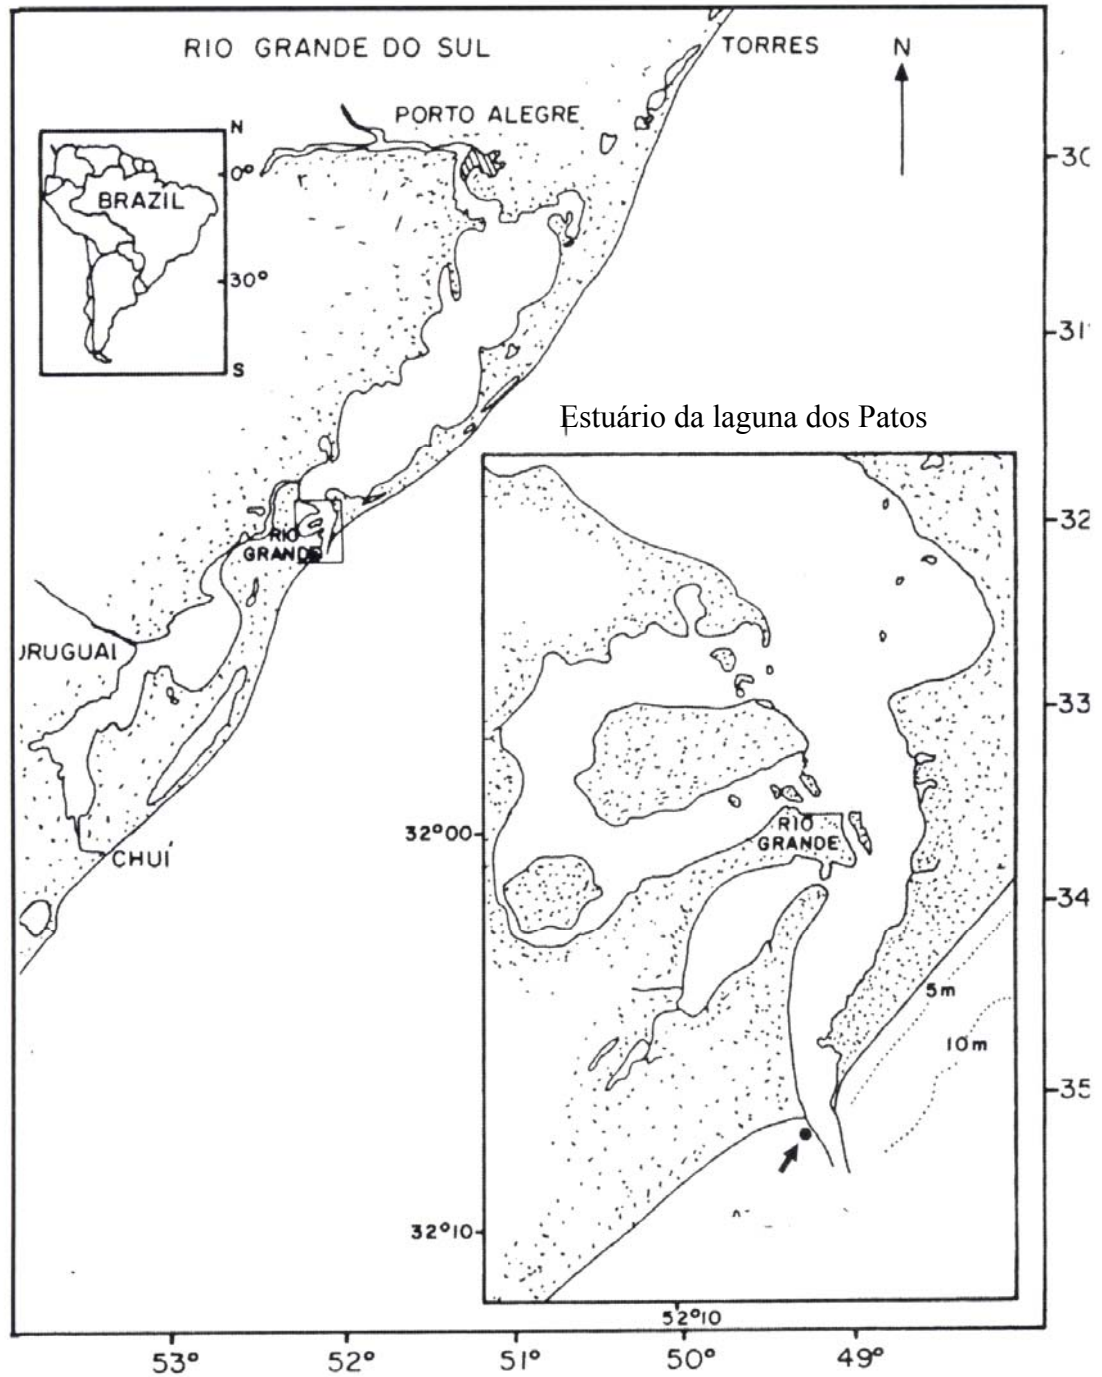 RIO GRANDE DO SUL
TORRES
N
PORTO ALEGRE
N
0°
BRAZIL
30°
S
30
31
Estuário da laguna dos Patos
32
RIO
GRANDE
URUGUAI
33
32°00
RIO
GRANDE
CHUÍ
34
5m
10m
35
32°10
52°10
53°
52°
51°
50°
49°